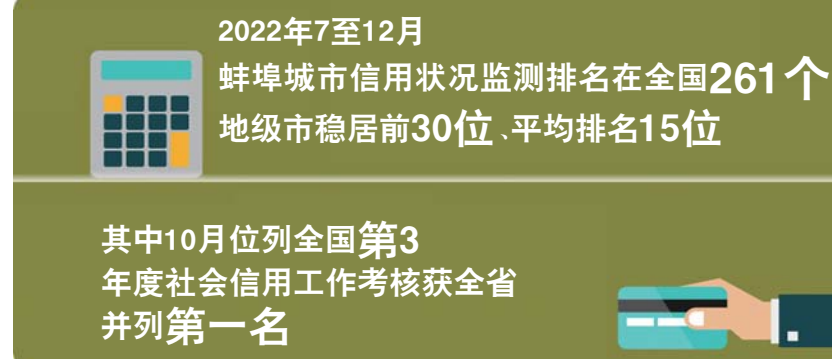 2022年7至12月
蚌埠城市信用状况监测排名在全国261个
地级市稳居前30位、平均排名15位
其中10月位列全国第3
年度社会信用工作考核获全省
并列第一名